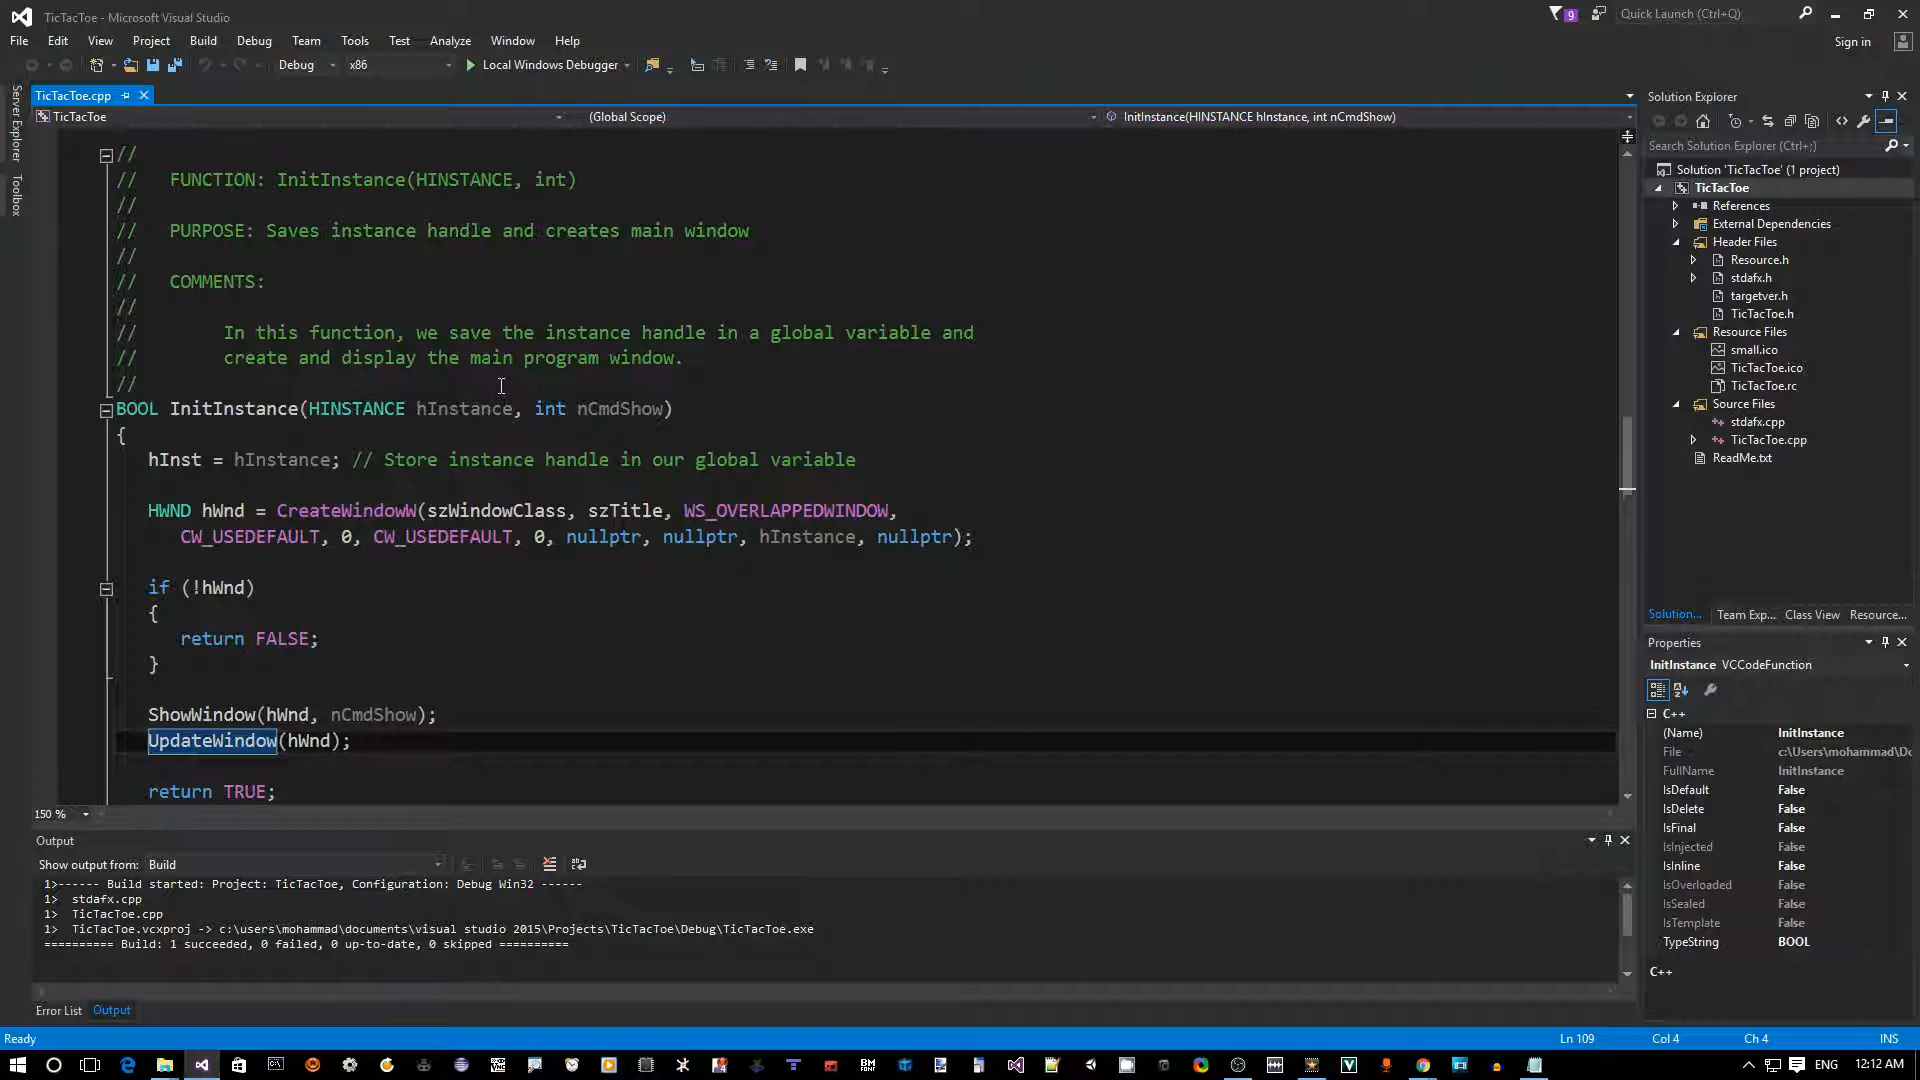 TicTacToe - Microsoft Visual Studio
9
Quick Launch (Ctrl+Q)
File Edit View Project Build Debug Team Tools Test Analyze Window Help
Sign in
Debug x86 Local Windows Debugger
Server Explorer
Toolbox
TicTacToe.cpp
TicTacToe (Global Scope) InitInstance(HINSTANCE hInstance, int nCmdShow)
//
// FUNCTION: InitInstance(HINSTANCE, int)
//
// PURPOSE: Saves instance handle and creates main window
//
// COMMENTS:
//
// In this function, we save the instance handle in a global variable and
// create and display the main program window.
//
BOOL InitInstance(HINSTANCE hInstance, int nCmdShow)
{
hInst = hInstance; // Store instance handle in our global variable
HWND hWnd = CreateWindowW(szWindowClass, szTitle, WS_OVERLAPPEDWINDOW,
CW_USEDEFAULT, 0, CW_USEDEFAULT, 0, nullptr, nullptr, hInstance, nullptr);
if (!hWnd)
{
return FALSE;
}
ShowWindow(hWnd, nCmdShow);
UpdateWindow(hWnd);
return TRUE;
150 %
Output
Show output from: Build
1>------ Build started: Project: TicTacToe, Configuration: Debug Win32 ------
1> stdafx.cpp
1> TicTacToe.cpp
1> TicTacToe.vcxproj -> c:\users\mohammad\documents\visual studio 2015\Projects\TicTacToe\Debug\TicTacToe.exe
========== Build: 1 succeeded, 0 failed, 0 up-to-date, 0 skipped ==========
Error List Output
Solution Explorer
Search Solution Explorer (Ctrl+;)
Solution 'TicTacToe' (1 project)
TicTacToe
References
External Dependencies
Header Files
Resource.h
stdafx.h
targetver.h
TicTacToe.h
Resource Files
small.ico
TicTacToe.ico
TicTacToe.rc
Source Files
stdafx.cpp
TicTacToe.cpp
ReadMe.txt
Solution... Team Exp... Class View Resource...
Properties
InitInstance VCCodeFunction
C++
(Name) InitInstance
File c:\Users\mohammad\Do
FullName InitInstance
IsDefault False
IsDelete False
IsFinal False
IsInjected False
IsInline False
IsOverloaded False
IsSealed False
IsTemplate False
TypeString BOOL
C++
Ready Ln 109 Col 4 Ch 4 INS
ENG 12:12 AM